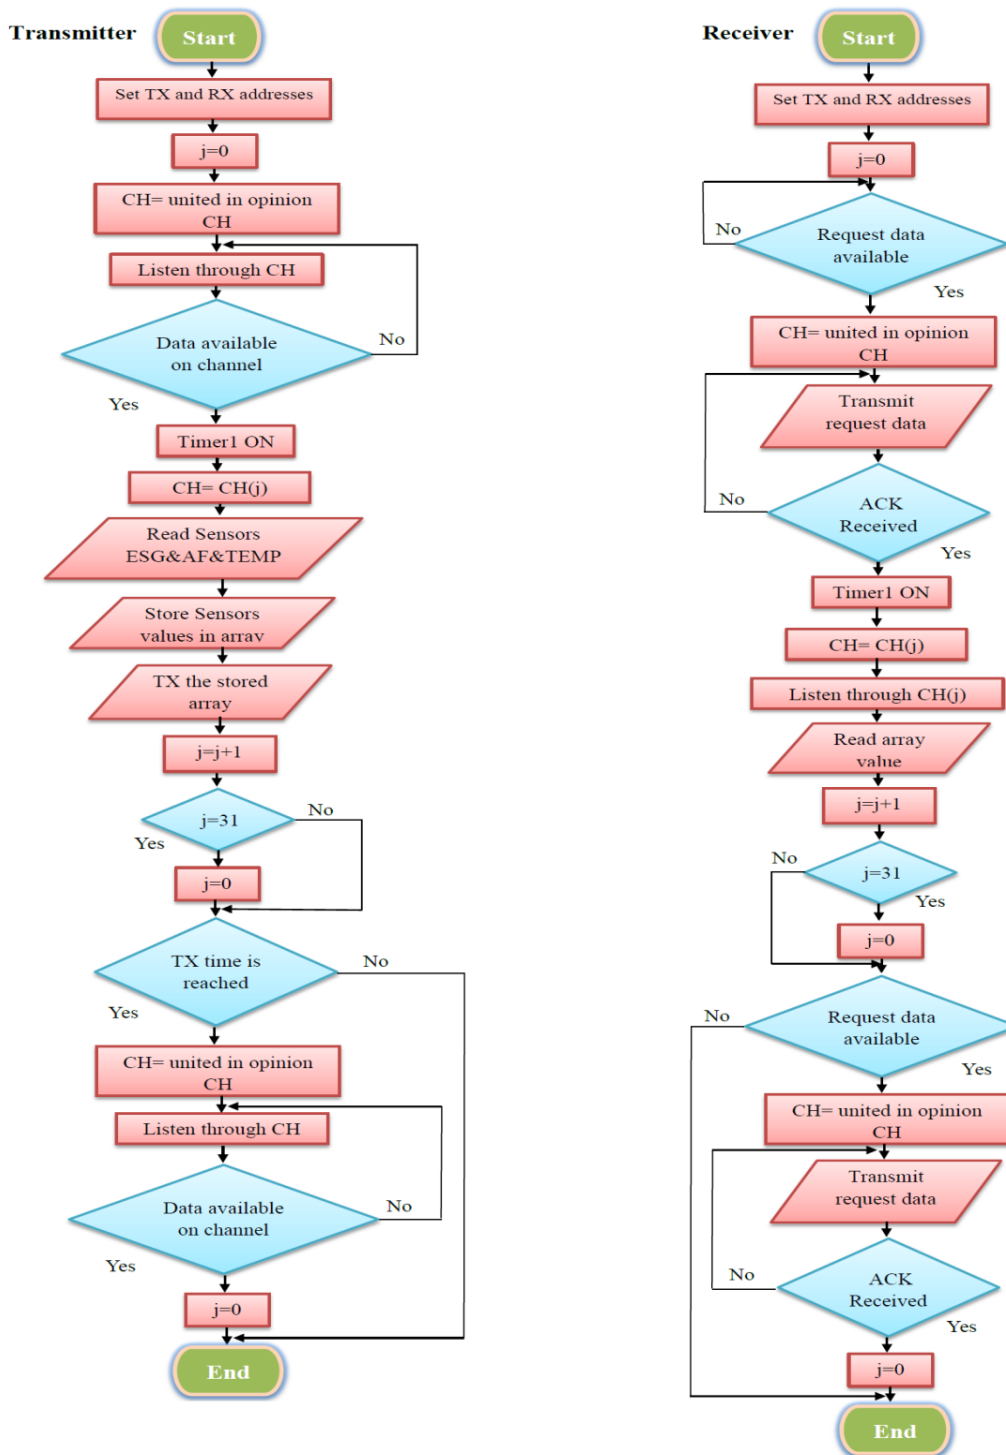 Transmitter
Start
Set TX and RX addresses
j=0
CH= united in opinion
CH
Listen through CH
Data available
on channel
No
Yes
Timer1 ON
CH= CH(j)
Read Sensors
ESG&AF&TEMP
Store Sensors
values in array
TX the stored
array
j=j+1
j=31
No
Yes
j=0
TX time is
reached
No
Yes
CH= united in opinion
CH
Listen through CH
Data available
on channel
No
Yes
j=0
End
Receiver
Start
Set TX and RX addresses
j=0
Request data
available
No
Yes
CH= united in opinion
CH
Transmit
request data
ACK
Received
No
Yes
Timer1 ON
CH= CH(j)
Listen through CH(j)
Read array
value
j=j+1
j=31
No
Yes
j=0
Request data
available
No
Yes
CH= united in opinion
CH
Transmit
request data
ACK
Received
No
Yes
j=0
End